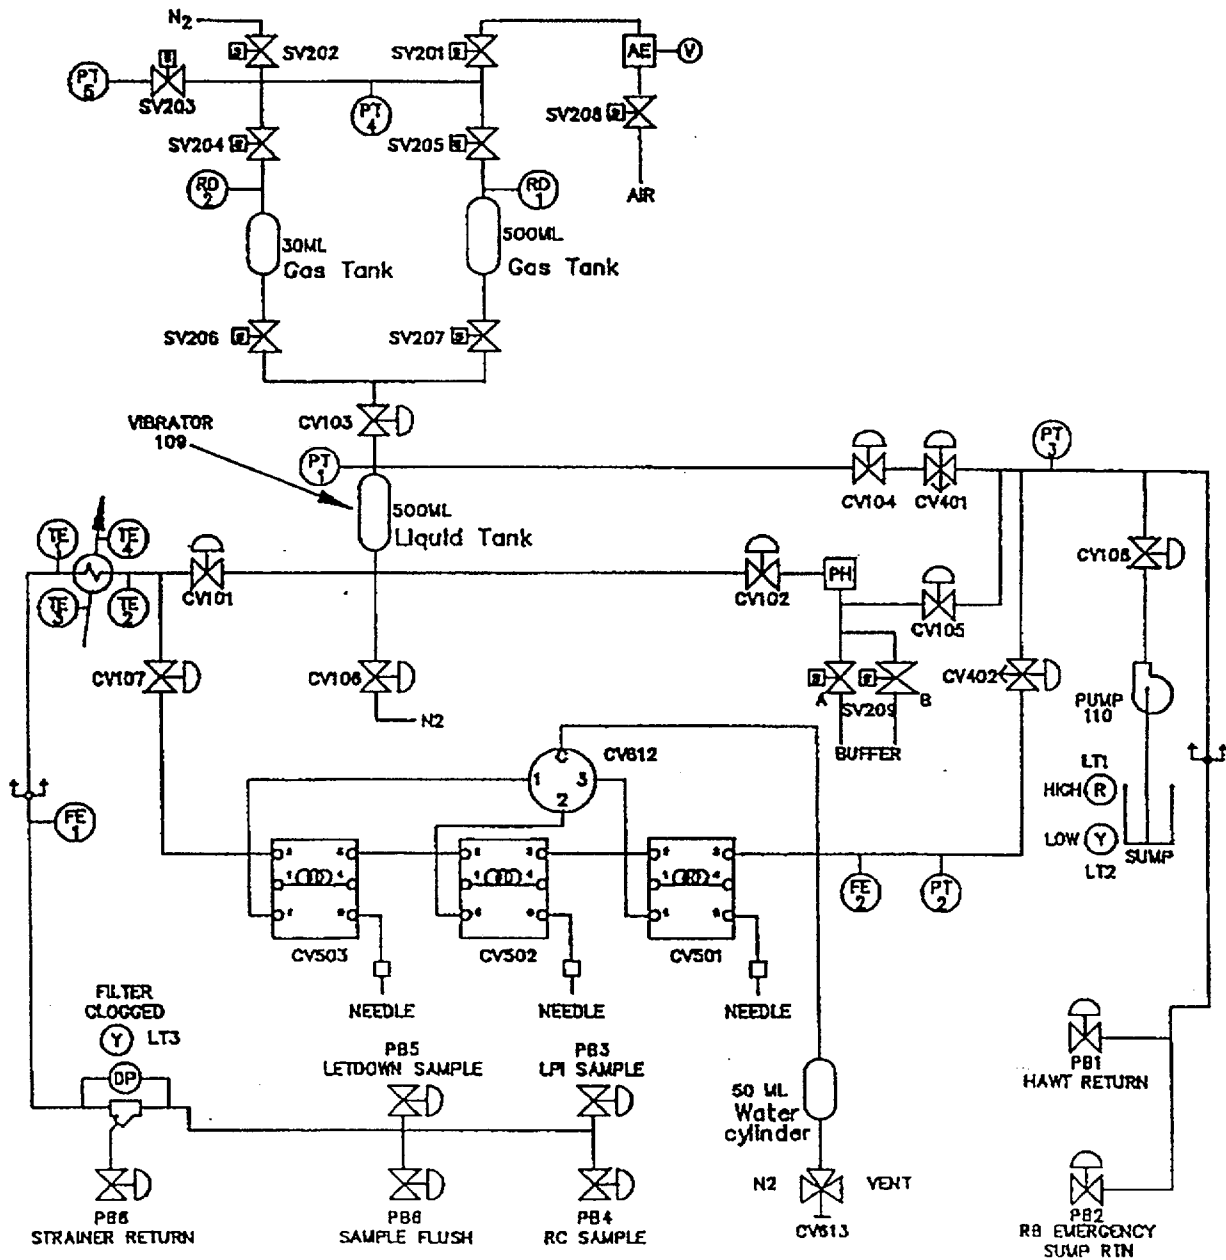 N2
SV202
SV201
AE
V
PT
5
SV203
PT
4
SV208
SV204
SV205
AIR
RD
2
RD
1
30ML
Gas Tank
500ML
Gas Tank
SV206
SV207
VIBRATOR
109
CV103
PT
1
PT
3
CV104
CV401
500ML
Liquid Tank
TE
1
TE
4
TE
3
TE
2
CV101
CV102
PH
CV105
CV108
CV107
CV106
N2
A
SV209
B
BUFFER
CV402
PUMP
110
CV612
C
1
3
2
LT1
HIGH
R
LOW
Y
LT2
SUMP
FE
1
FE
2
PT
2
CV503
CV502
CV501
NEEDLE
NEEDLE
NEEDLE
FILTER
CLOGGED
Y
LT3
DP
PB5
LETDOWN SAMPLE
PB3
LPI SAMPLE
PB1
HAWT RETURN
50 ML
Water
cylinder
N2
VENT
CV613
PB6
STRAINER RETURN
PB6
SAMPLE FLUSH
PB4
RC SAMPLE
PB2
RB EMERGENCY
SUMP RTN